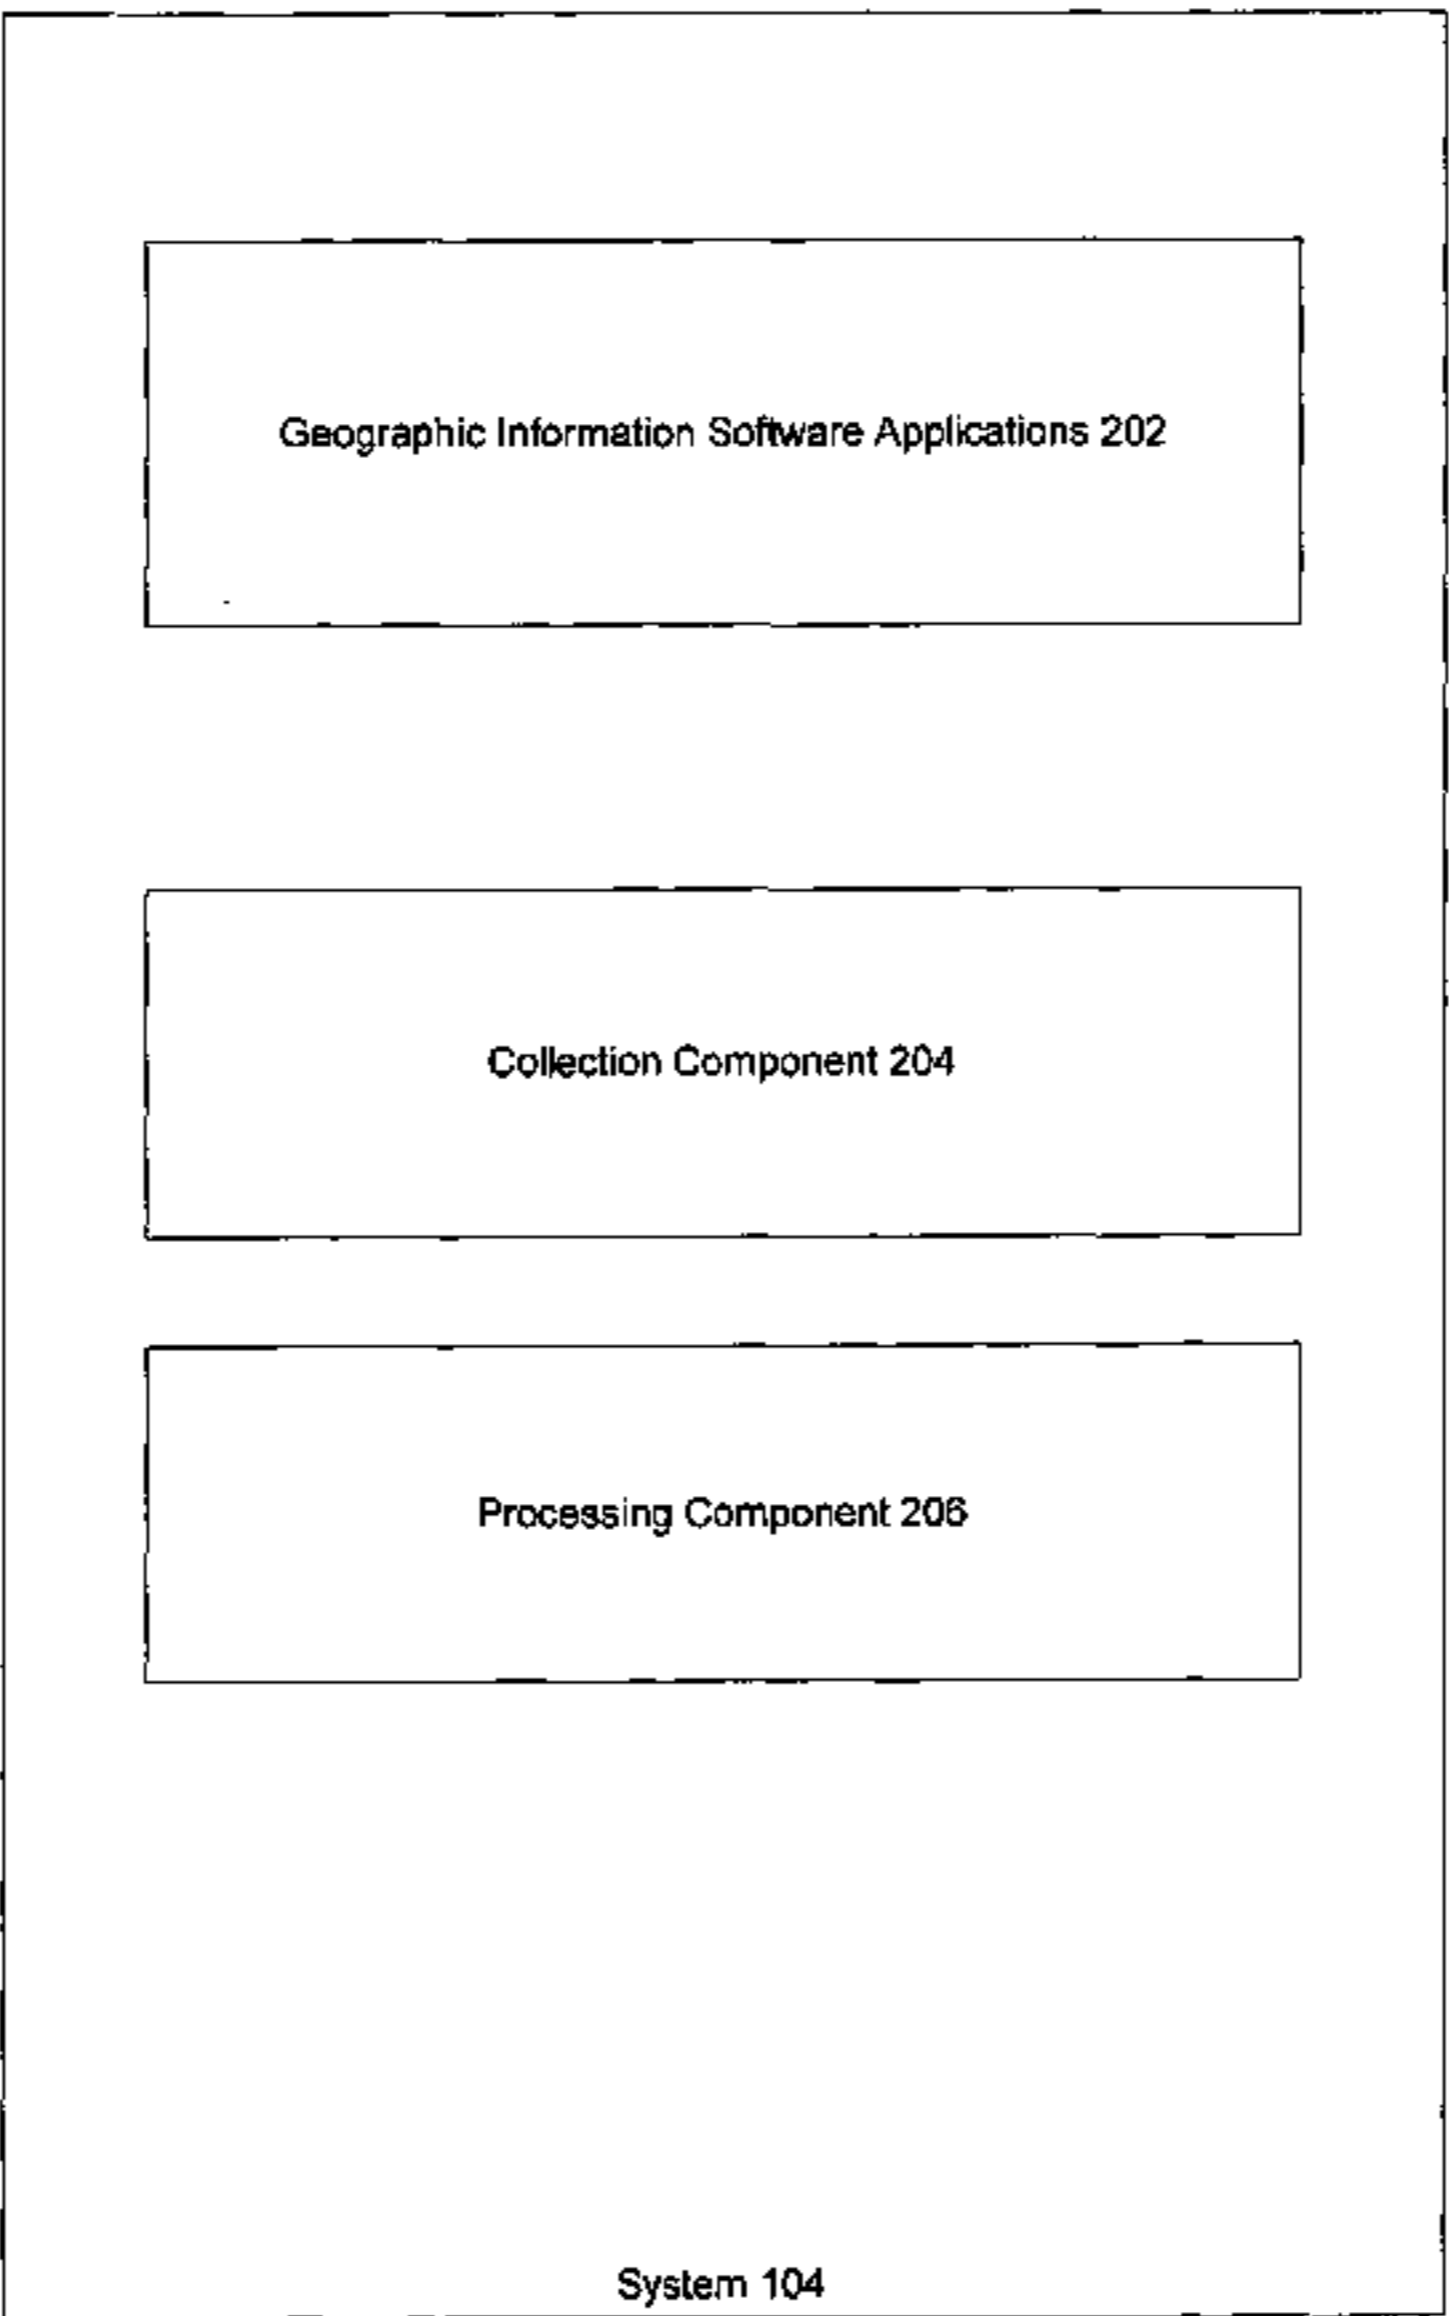 Geographic Information Software Applications 202
Collection Component 204
Processing Component 206
System 104